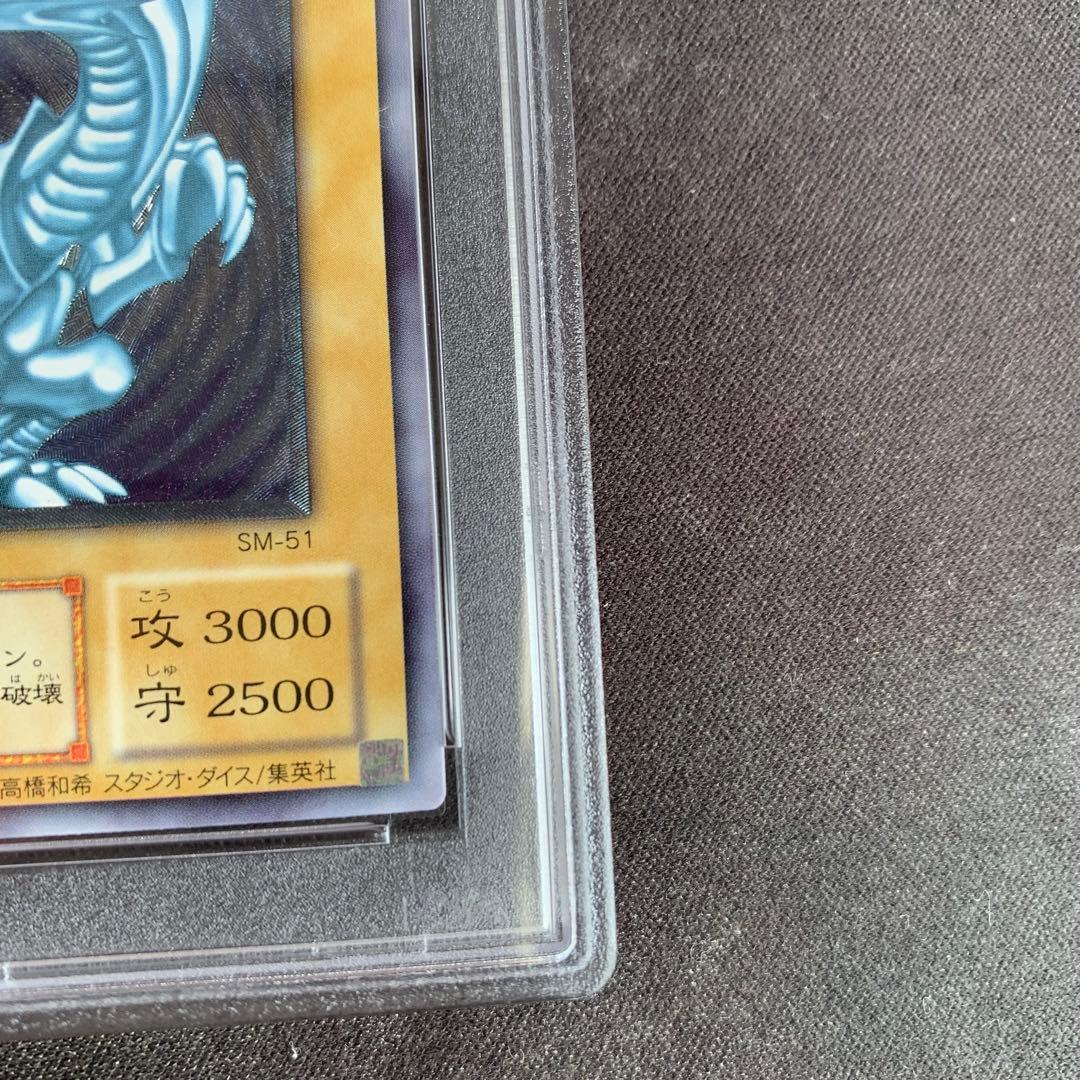 SM-51
こう
攻 3000
しゅ
守 2500
ン。
は かい
破壊
高橋和希 スタジオ・ダイス/集英社